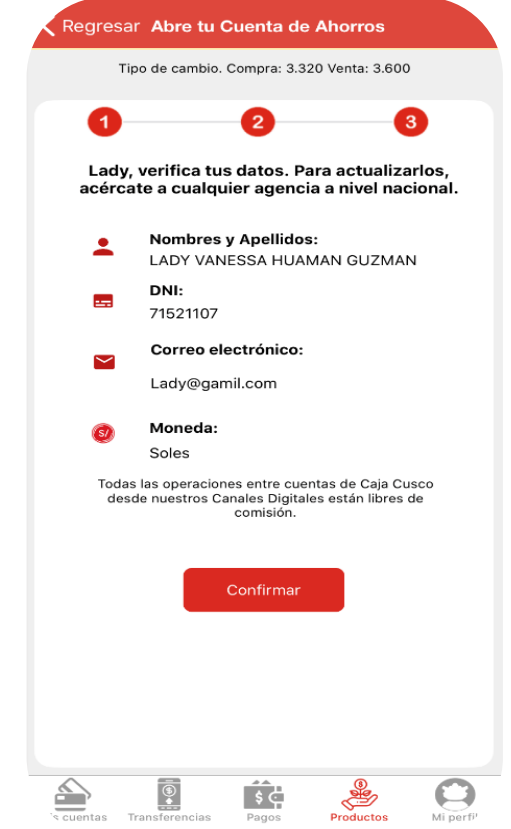 Regresar Abre tu Cuenta de Ahorros
Tipo de cambio. Compra: 3.320 Venta: 3.600
1 2 3
Lady, verifica tus datos. Para actualizarlos,
acércate a cualquier agencia a nivel nacional.
Nombres y Apellidos:
LADY VANESSA HUAMAN GUZMAN
DNI:
71521107
Correo electrónico:
Lady@gamil.com
S/ Moneda:
Soles
Todas las operaciones entre cuentas de Caja Cusco
desde nuestros Canales Digitales están libres de
comisión.
Confirmar
cuentas Transferencias Pagos Productos Mi perfil